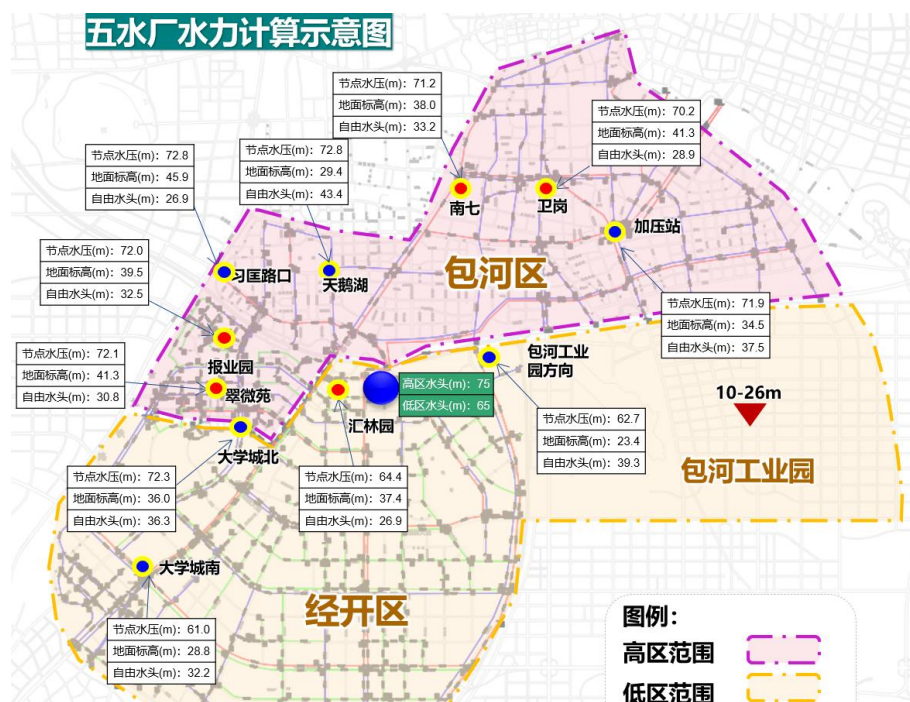 五水厂水力计算示意图
节点水压(m): 71.2
地面标高(m): 38.0
自由水头(m): 33.2
节点水压(m): 70.2
地面标高(m): 41.3
自由水头(m): 28.9
节点水压(m): 72.8
地面标高(m): 45.9
自由水头(m): 26.9
节点水压(m): 72.8
地面标高(m): 29.4
自由水头(m): 43.4
南七
卫岗
加压站
节点水压(m): 72.0
地面标高(m): 39.5
自由水头(m): 32.5
习匡路口
天鹅湖
包河区
节点水压(m): 71.9
地面标高(m): 34.5
自由水头(m): 37.5
节点水压(m): 72.1
地面标高(m): 41.3
自由水头(m): 30.8
报业园
翠微苑
汇林园
高区水头(m): 75
低区水头(m): 65
包河工业
园方向
10-26m
包河工业园
节点水压(m): 62.7
地面标高(m): 23.4
自由水头(m): 39.3
大学城北
节点水压(m): 72.3
地面标高(m): 36.0
自由水头(m): 36.3
节点水压(m): 64.4
地面标高(m): 37.4
自由水头(m): 26.9
大学城南
经开区
节点水压(m): 61.0
地面标高(m): 28.8
自由水头(m): 32.2
图例:
高区范围
低区范围